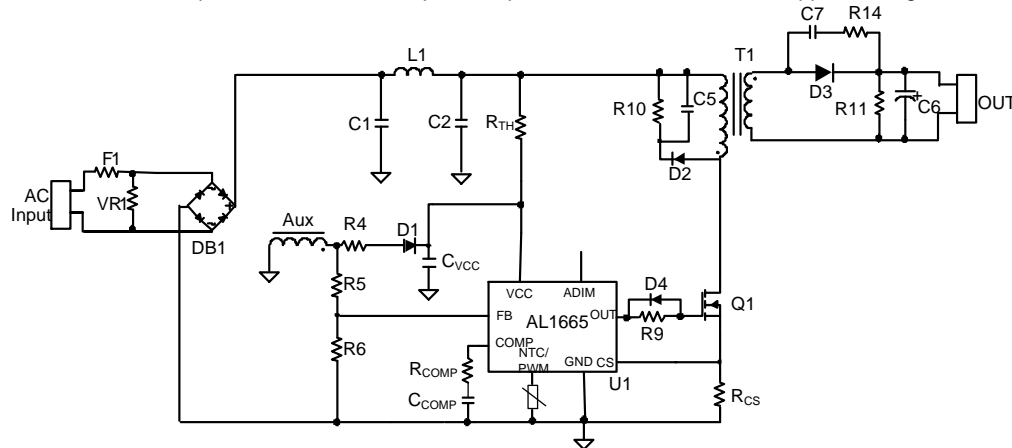 C7
R14
L1
T1
C5
R10
D3
R11
C6
OUT
C1
C2
RTH
D2
F1
AC
Input
VR1
DB1
Aux
R4
D1
CVCC
R5
VCC
ADIM
D4
Q1
FB
AL1665
OUT
R9
R6
COMP
NTC/
PWM
GND
CS
U1
RCOMP
CCOMP
RCS